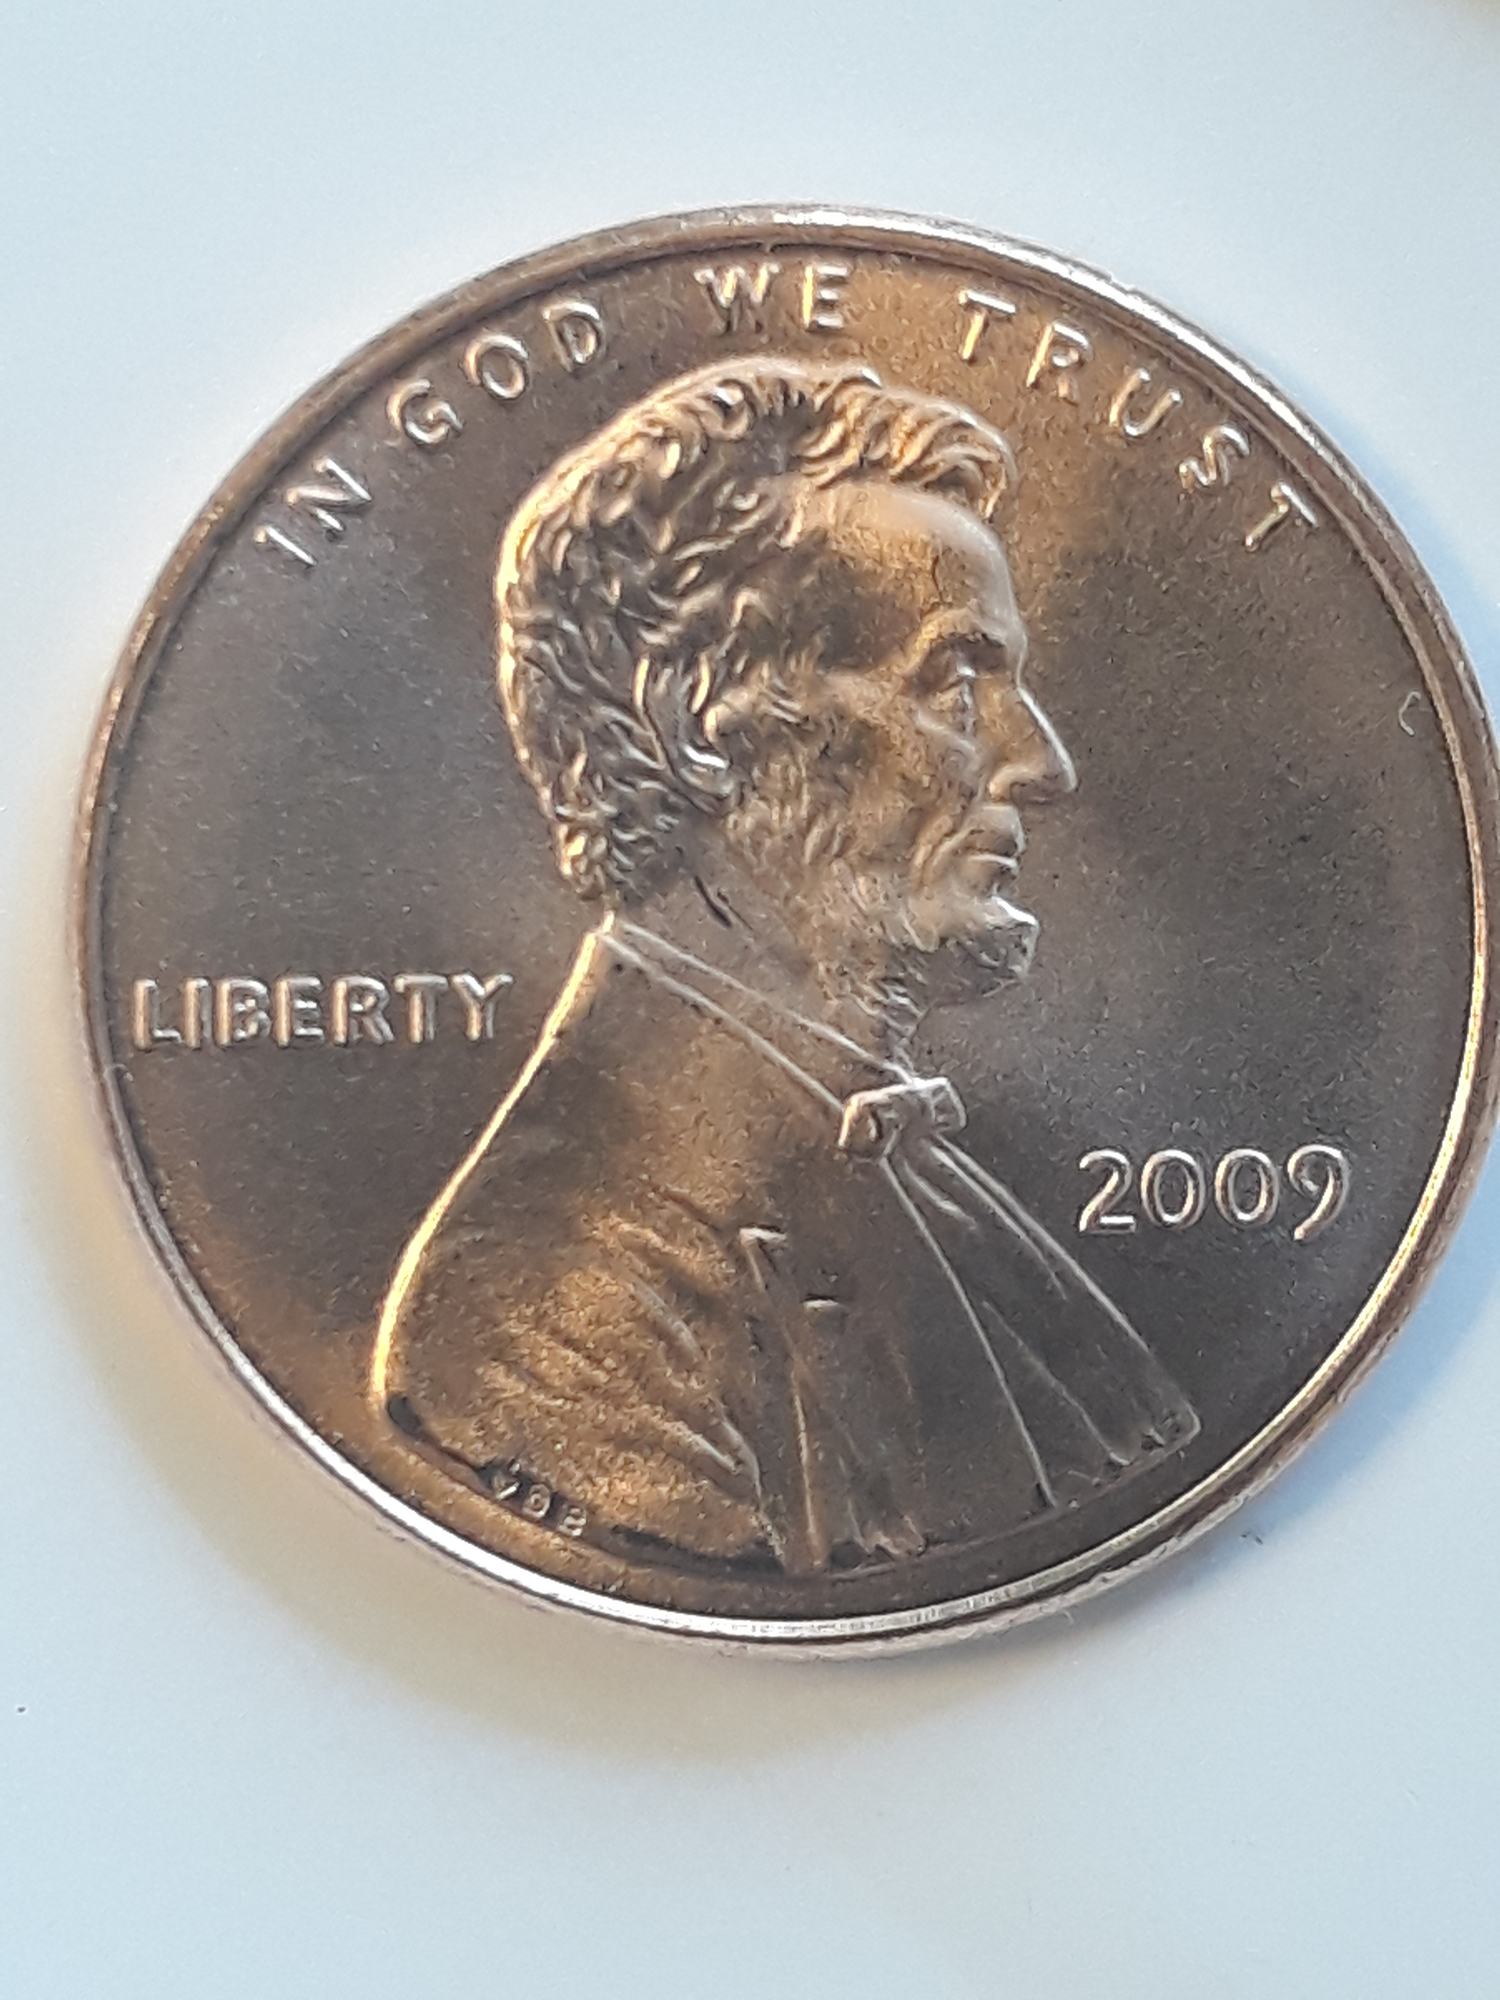 IN GOD WE TRUST
LIBERTY
2009
VDB